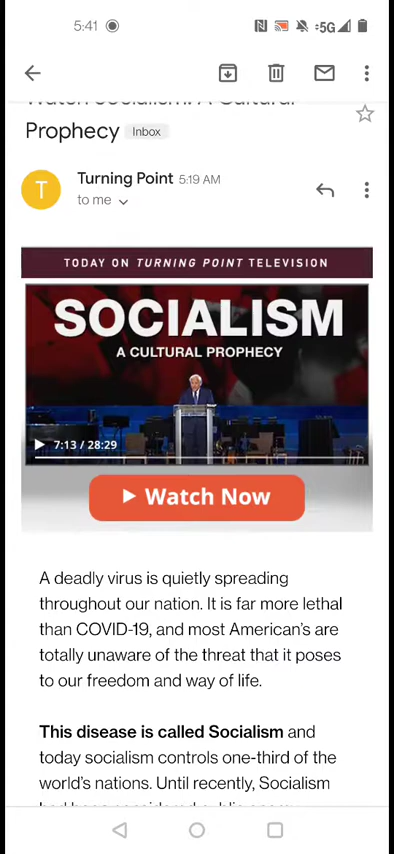 5:41
5G
Prophecy Inbox
T
Turning Point 5:19 AM
to me
TODAY ON TURNING POINT TELEVISION
SOCIALISM
A CULTURAL PROPHECY
7:13 / 28:29
Watch Now
A deadly virus is quietly spreading
throughout our nation. It is far more lethal
than COVID-19, and most American's are
totally unaware of the threat that it poses
to our freedom and way of life.
This disease is called Socialism and
today socialism controls one-third of the
world's nations. Until recently, Socialism